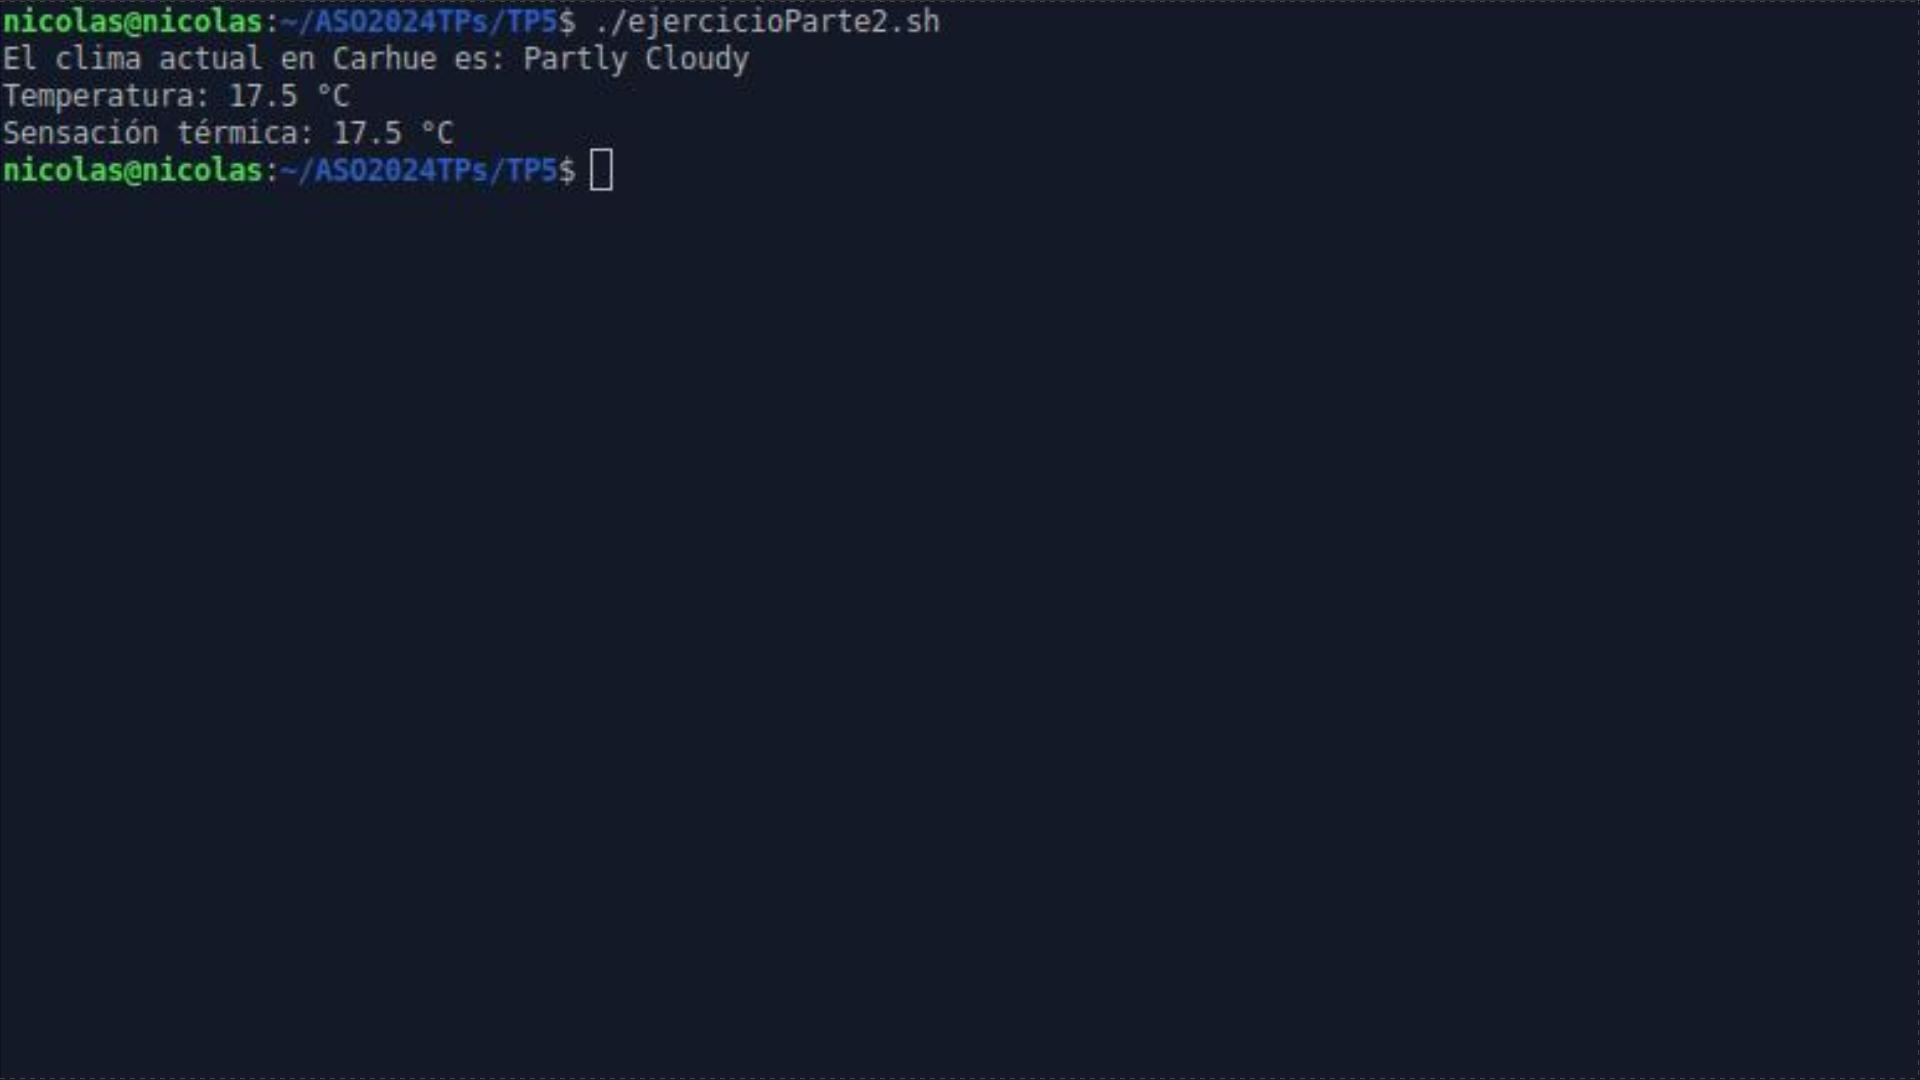 nicolas@nicolas:~/ASO2024TPs/TP5$ ./ejercicioParte2.sh
El clima actual en Carhue es: Partly Cloudy
Temperatura: 17.5 °C
Sensación térmica: 17.5 °C
nicolas@nicolas:~/ASO2024TPs/TP5$